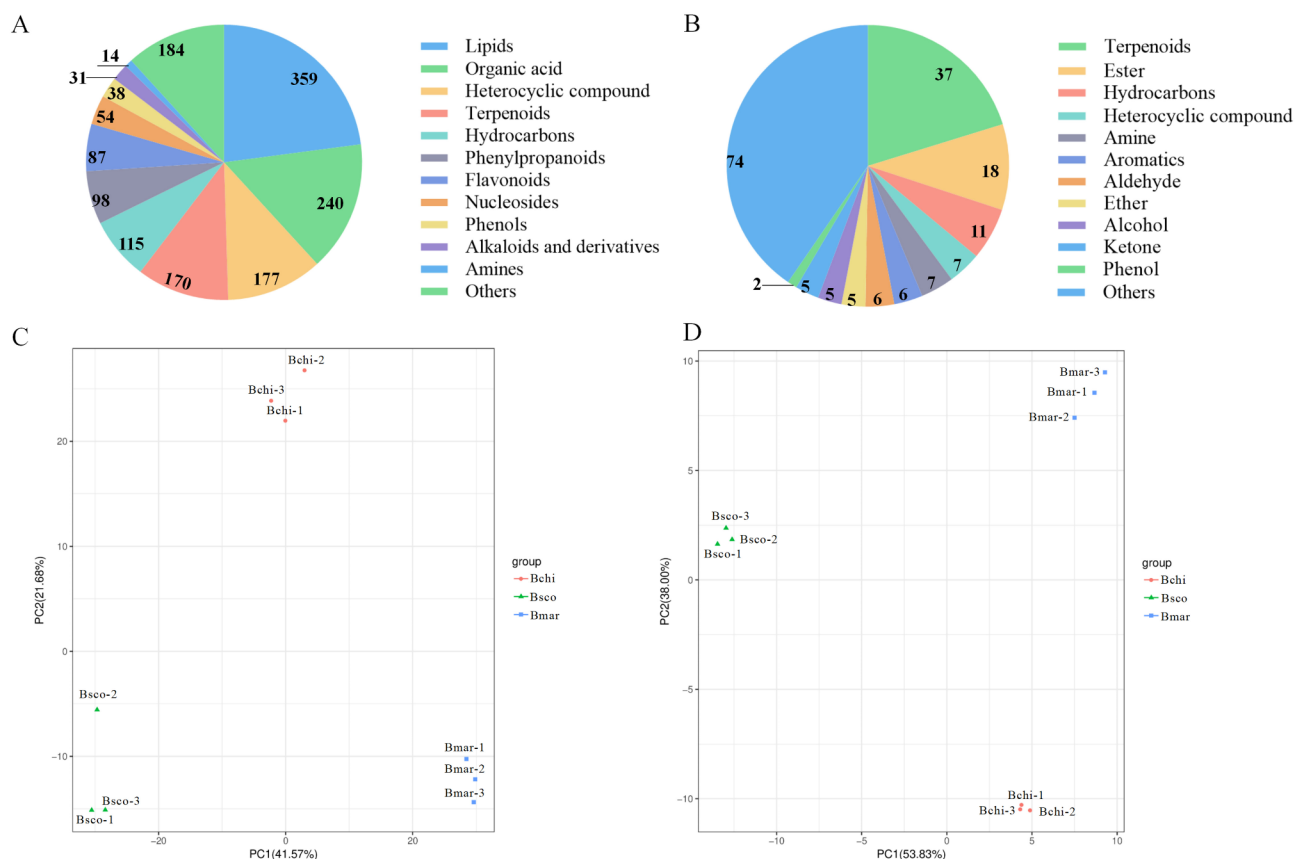 A
184
14
31
38
54
87
98
115
170
177
240
359
Lipids
Organic acid
Heterocyclic compound
Terpenoids
Hydrocarbons
Phenylpropanoids
Flavonoids
Nucleosides
Phenols
Alkaloids and derivatives
Amines
Others
B
37
18
11
7
7
6
6
5
5
5
2
74
Terpenoids
Ester
Hydrocarbons
Heterocyclic compound
Amine
Aromatics
Aldehyde
Ether
Alcohol
Ketone
Phenol
Others
C
Bchi-2
Bchi-3
Bchi-1
Bsco-2
Bsco-3
Bsco-1
Bmar-1
Bmar-2
Bmar-3
20
10
0
−10
PC2(21.68%)
−20
0
20
PC1(41.57%)
group
Bchi
Bsco
Bmar
D
Bmar-3
Bmar-1
Bmar-2
Bsco-3
Bsco-2
Bsco-1
Bchi-1
Bchi-3
Bchi-2
10
5
0
−5
−10
PC2(38.00%)
−10
−5
0
5
10
PC1(53.83%)
group
Bchi
Bsco
Bmar